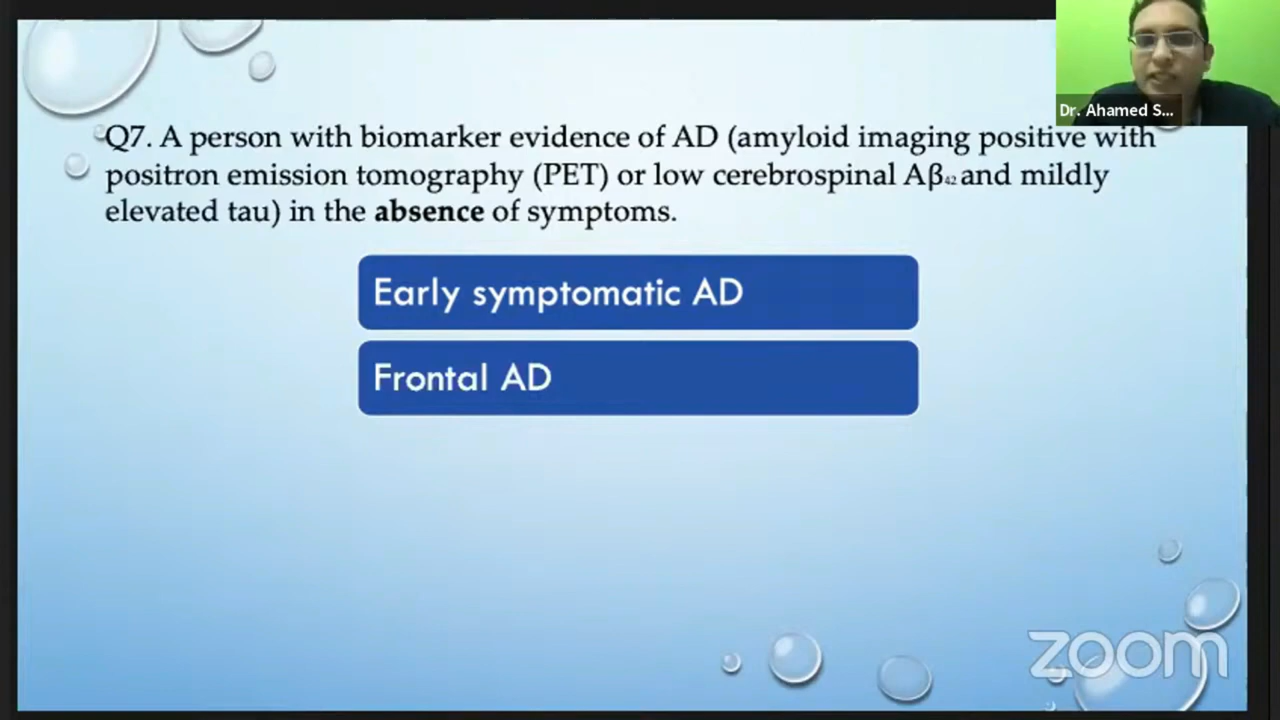 Dr. Ahamed S...
Q7. A person with biomarker evidence of AD (amyloid imaging positive with
positron emission tomography (PET) or low cerebrospinal Aβ₄₂ and mildly
elevated tau) in the absence of symptoms.
Early symptomatic AD
Frontal AD
zoom